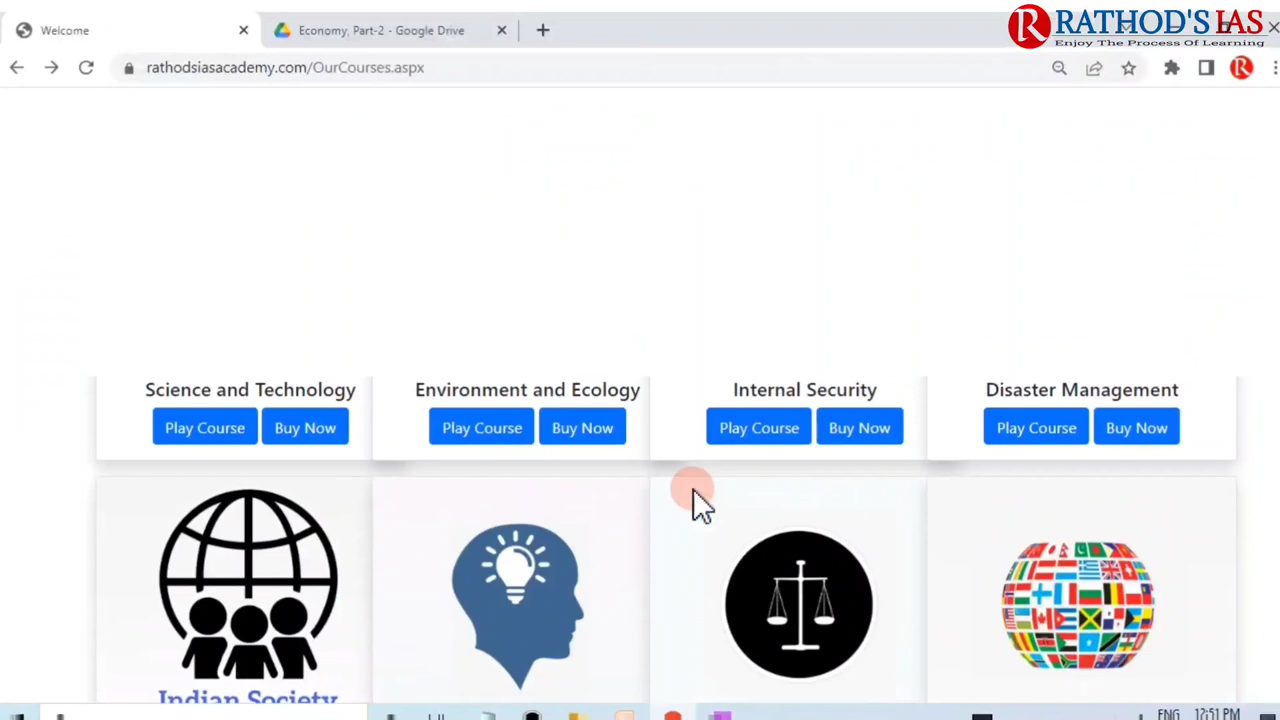 Welcome
Economy, Part-2 - Google Drive
R RATHOD'S IAS
Enjoy The Process Of Learning
rathodsiasacademy.com/OurCourses.aspx
R
Science and Technology
Environment and Ecology
Internal Security
Disaster Management
Play Course
Buy Now
Play Course
Buy Now
Play Course
Buy Now
Play Course
Buy Now
Indian Society
ENG
12:51 PM